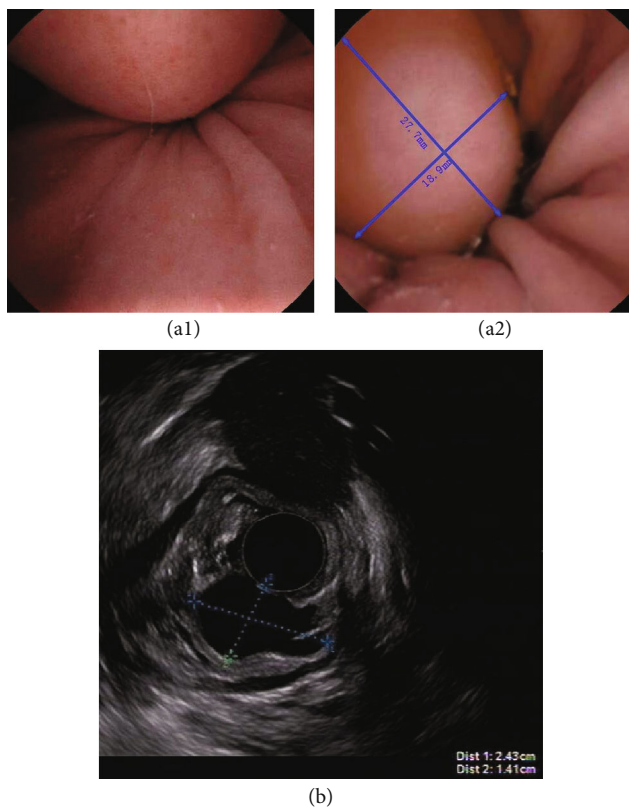 27.7mm
18.9mm
(a1)
(a2)
Dist 1: 2.43cm
Dist 2: 1.41cm
(b)